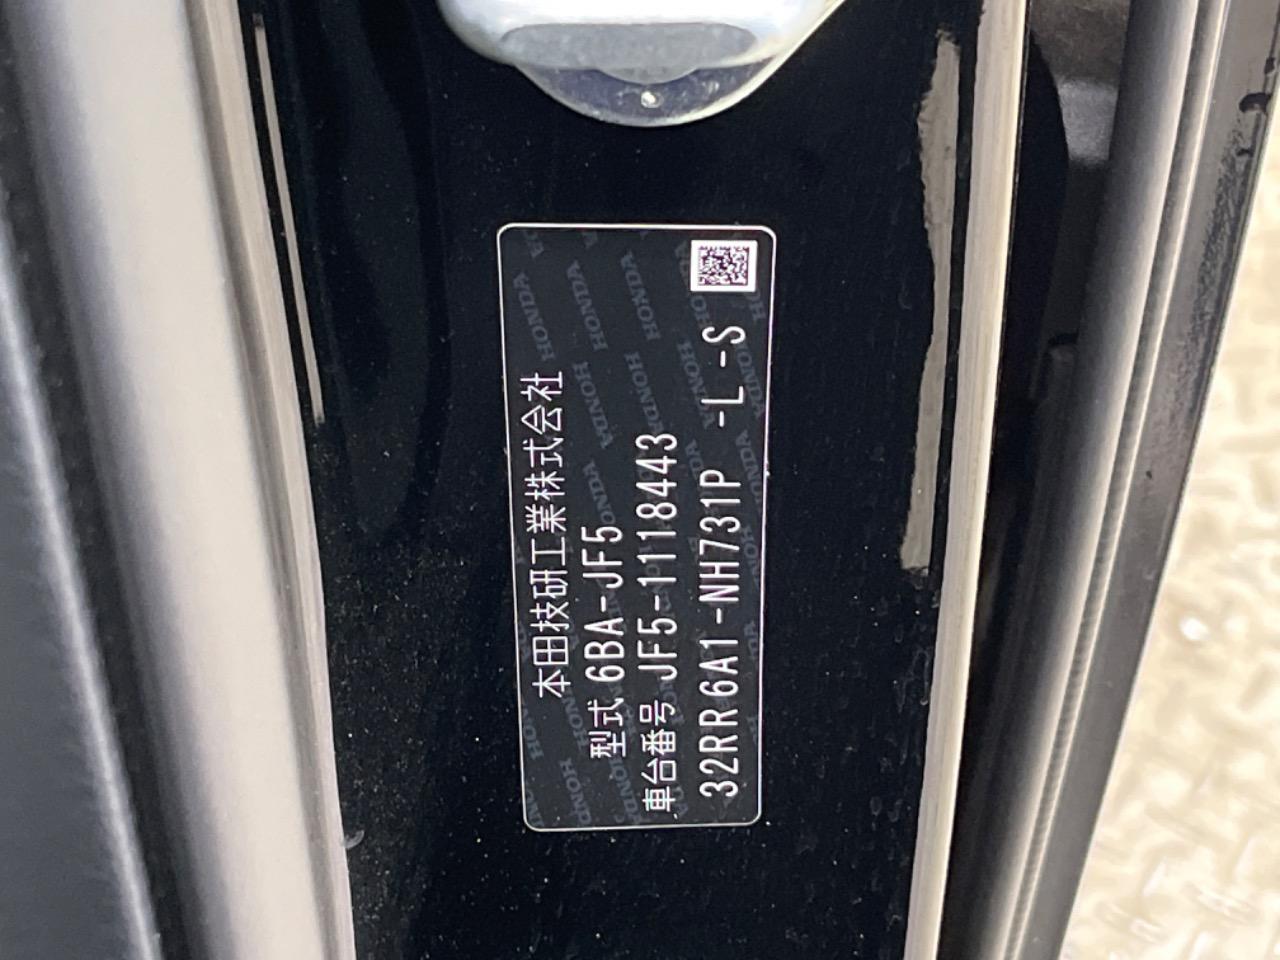 本田技研工業株式会社
型式 6BA-JF5
車台番号 JF5-1118443
32RR6A1-NH731P -L-S